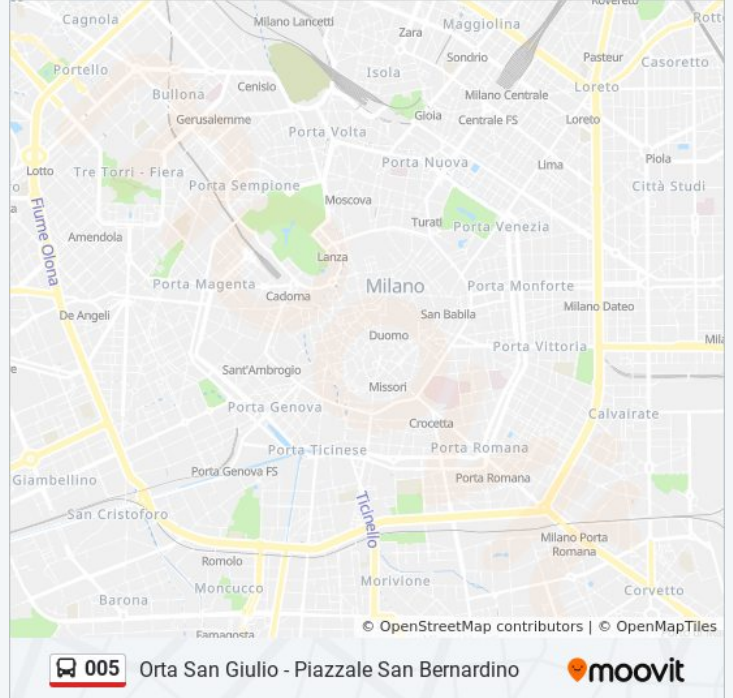 Rovereto
Cagnola
Milano Lancetti
Maggiolina
Rott
Zara
Sondrio
Pasteur
Portello
Isola
Casoretto
Bullona
Cenisio
Milano Centrale
Loreto
Gerusalemme
Gioia
Centrale FS
Loreto
Porta Volta
Lotto
Tre Torri - Fiera
Porta Nuova
Lima
Piola
Porta Sempione
Città Studi
o
Moscova
a
Fiume Olona
Turati
Porta Venezia
Amendola
Lanza
Porta Magenta
Cadorna
Milano
Porta Monforte
De Angeli
San Babila
Milano Dateo
Duomo
Porta Vittoria
Mila
e
Sant'Ambrogio
Missori
Porta Genova
Crocetta
Calvairate
Porta Ticinese
Porta Romana
Giambellino
Porta Genova FS
Porta Romana
San Cristoforo
Ticinello
Milano Porta
Romana
Romolo
Moncucco
Morivione
Corvetto
Barona
Famagosta
© OpenStreetMap contributors | © OpenMapTiles
005 Orta San Giulio - Piazzale San Bernardino
moovit